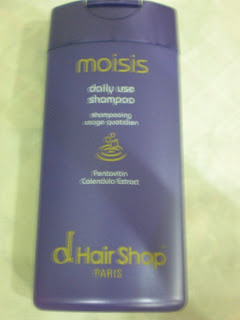 moisis
daily use
shampoo
shampooing
usage quotidien
Pentavitin
Calendula Extract
d Hair Shop
PARIS